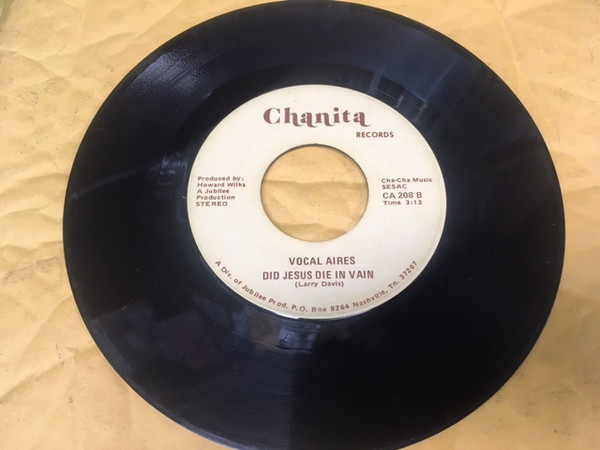 Chanita
RECORDS
Produced by:
Howard Wilks
A Jubilee
Production
STEREO
Cha-Cha Music
SESAC
CA 208 B
Time 3:12
VOCAL AIRES
DID JESUS DIE IN VAIN
(Larry Davis)
A Div. of Jubilee Prod. P.O. Box 8264 Nashville, Tn. 37207